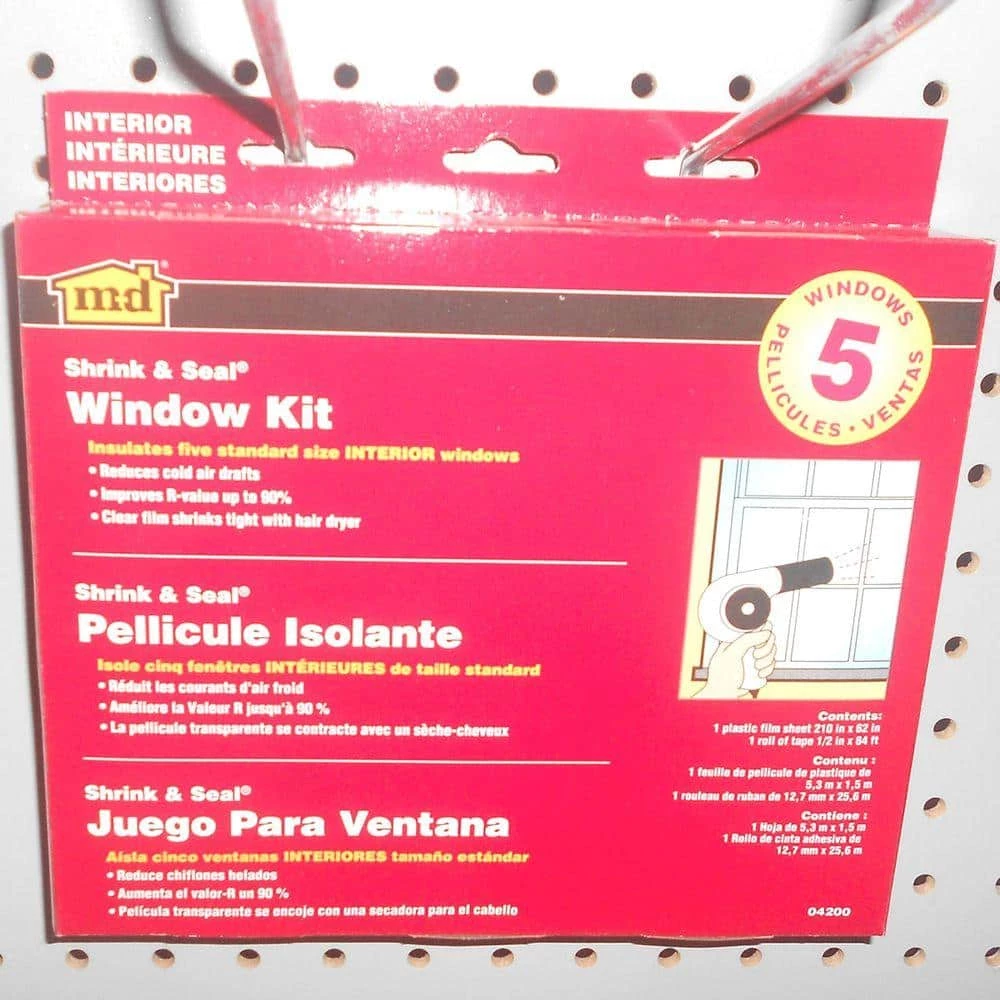 INTERIOR
INTÉRIEURE
INTERIORES
m·d®
WINDOWS
5
PELLICULES • VENTAS
Shrink & Seal®
Window Kit
Insulates five standard size INTERIOR windows
• Reduces cold air drafts
• Improves R-value up to 90%
• Clear film shrinks tight with hair dryer
Shrink & Seal®
Pellicule Isolante
Isole cinq fenêtres INTÉRIEURES de taille standard
• Réduit les courants d'air froid
• Améliore la Valeur R jusqu'à 90 %
• La pellicule transparente se contracte avec un sèche-cheveux
Shrink & Seal®
Juego Para Ventana
Aísla cinco ventanas INTERIORES tamaño estándar
• Reduce chiflones helados
• Aumenta el valor-R un 90 %
• Película transparente se encoje con una secadora para el cabello
Contents:
1 plastic film sheet 210 in x 62 in
1 roll of tape 1/2 in x 84 ft
Contenu :
1 feuille de pellicule de plastique de
5,3 m x 1,5 m
1 rouleau de ruban de 12,7 mm x 25,6 m
Contiene :
1 Hoja de 5,3 m x 1,5 m
1 Rollo de cinta adhesiva de
12,7 mm x 25,6 m
04200